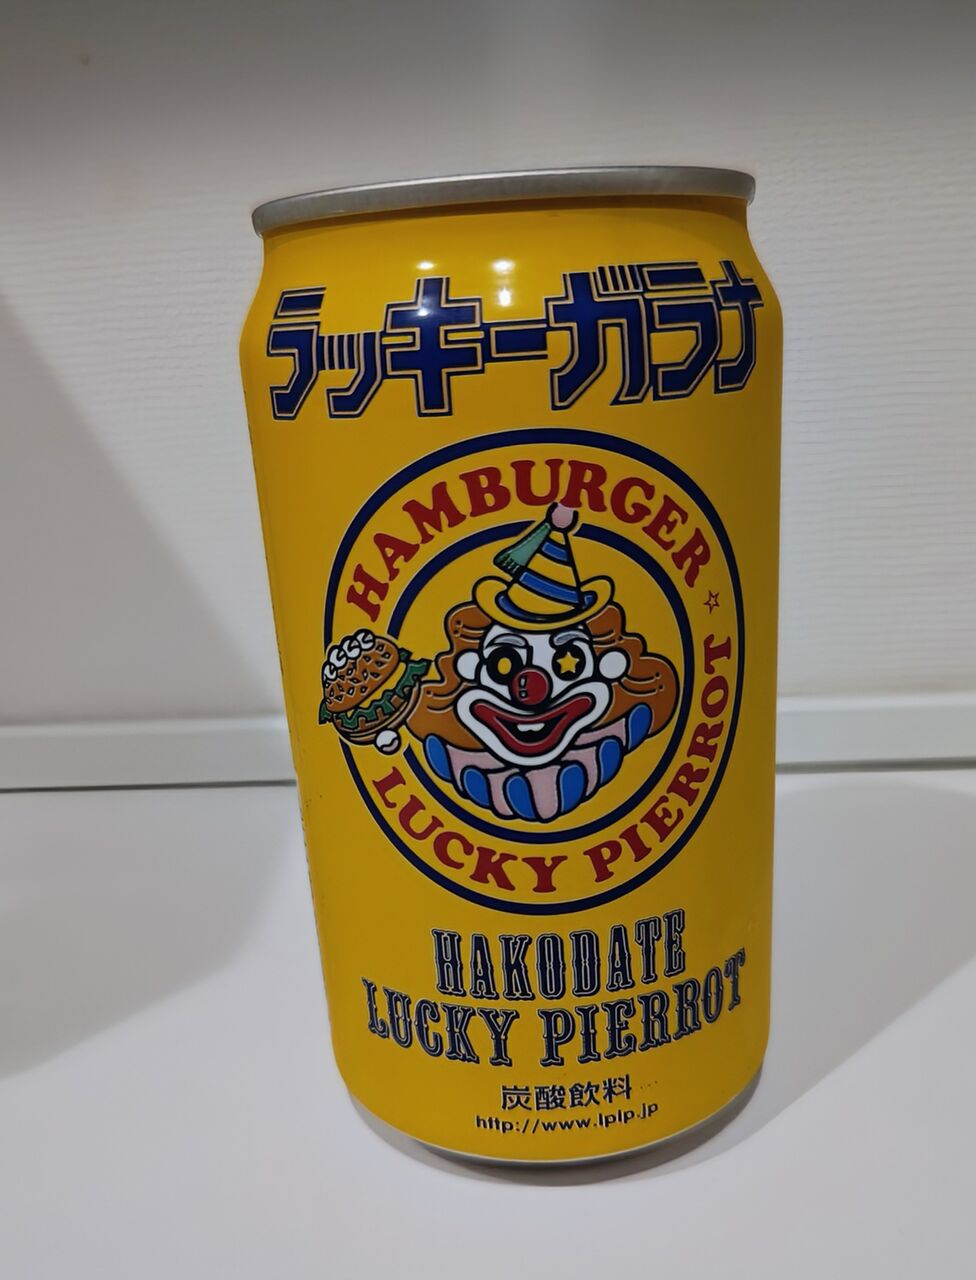 ラッキーガラナ
HAMBURGER ☆
LUCKY PIERROT
HAKODATE
LUCKY PIERROT
炭酸飲料
http://www.lplp.jp